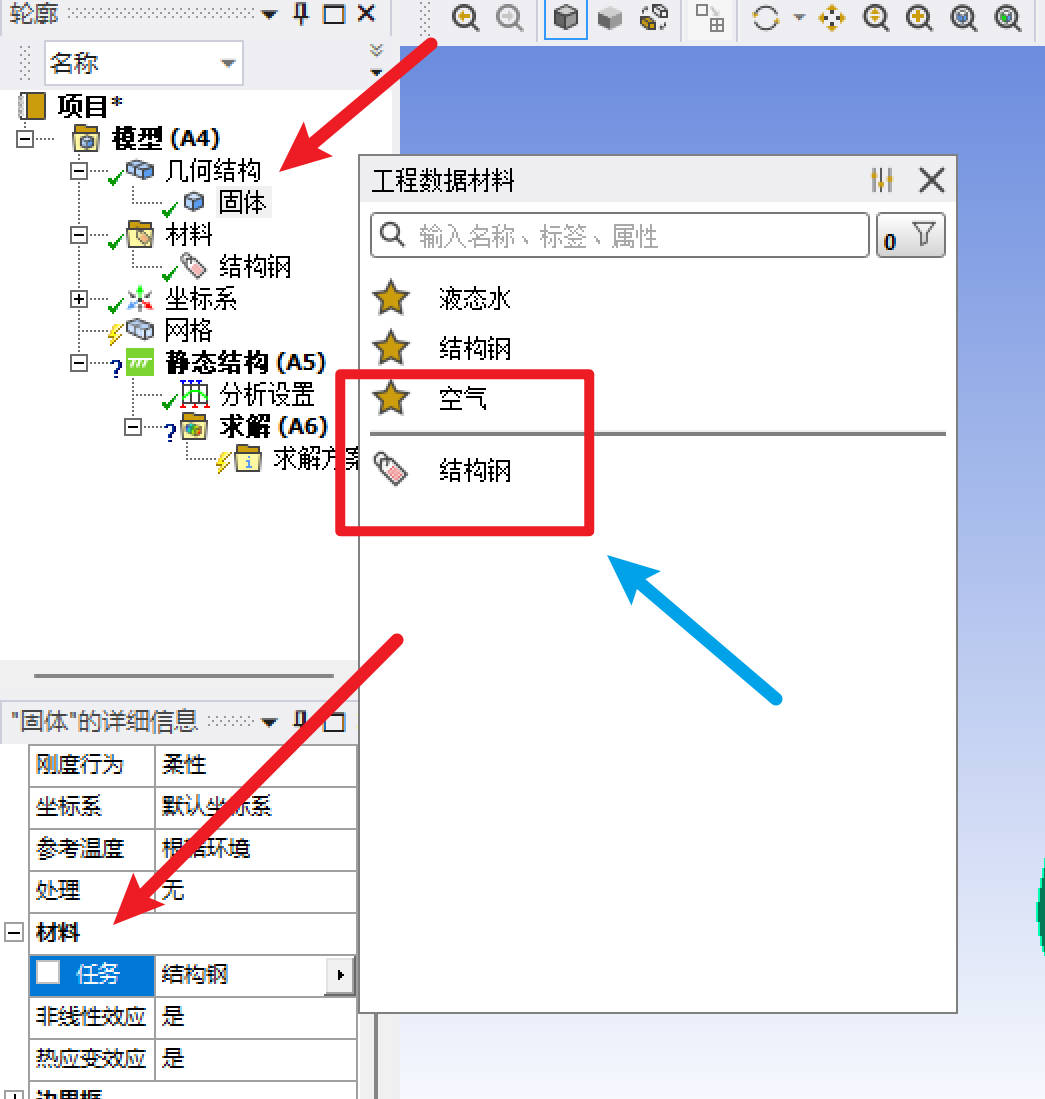 轮廓
名称
项目*
模型 (A4)
几何结构
固体
材料
结构钢
坐标系
网格
静态结构 (A5)
分析设置
求解 (A6)
求解方案
工程数据材料
输入名称、标签、属性
0
液态水
结构钢
空气
结构钢
"固体"的详细信息
刚度行为 柔性
坐标系 默认坐标系
参考温度 根据环境
处理 无
材料
任务 结构钢
非线性效应 是
热应变效应 是
边界框